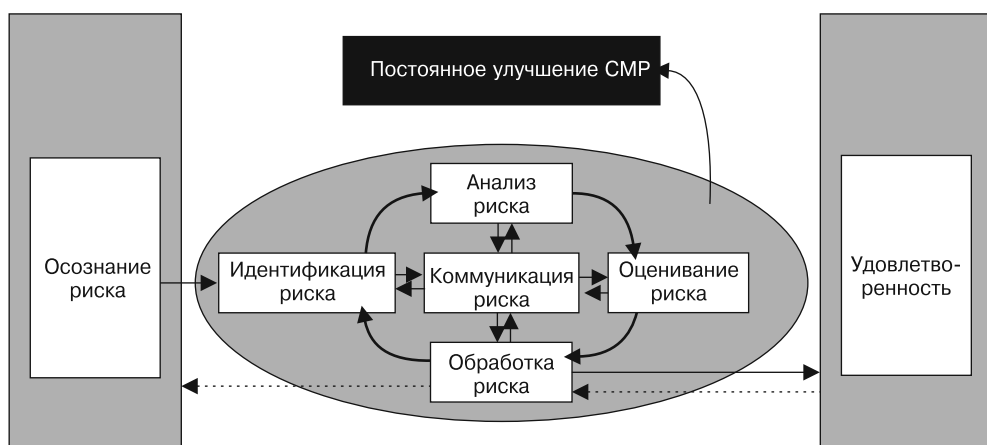 Постоянное улучшение СМР
Осознание
риска
Анализ
риска
Идентификация
риска
Коммуникация
риска
Оценивание
риска
Обработка
риска
Удовлетво-
ренность